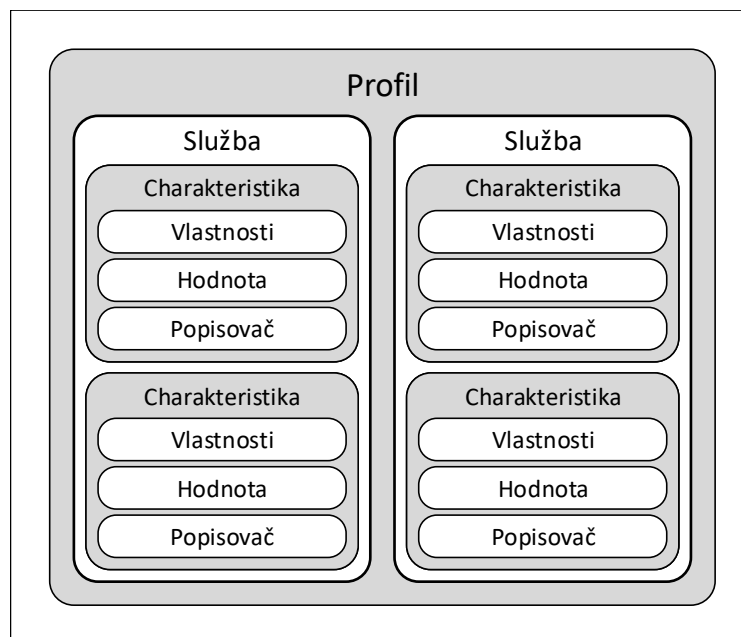 Profil
Služba
Charakteristika
Vlastnosti
Hodnota
Popisovač
Charakteristika
Vlastnosti
Hodnota
Popisovač
Služba
Charakteristika
Vlastnosti
Hodnota
Popisovač
Charakteristika
Vlastnosti
Hodnota
Popisovač